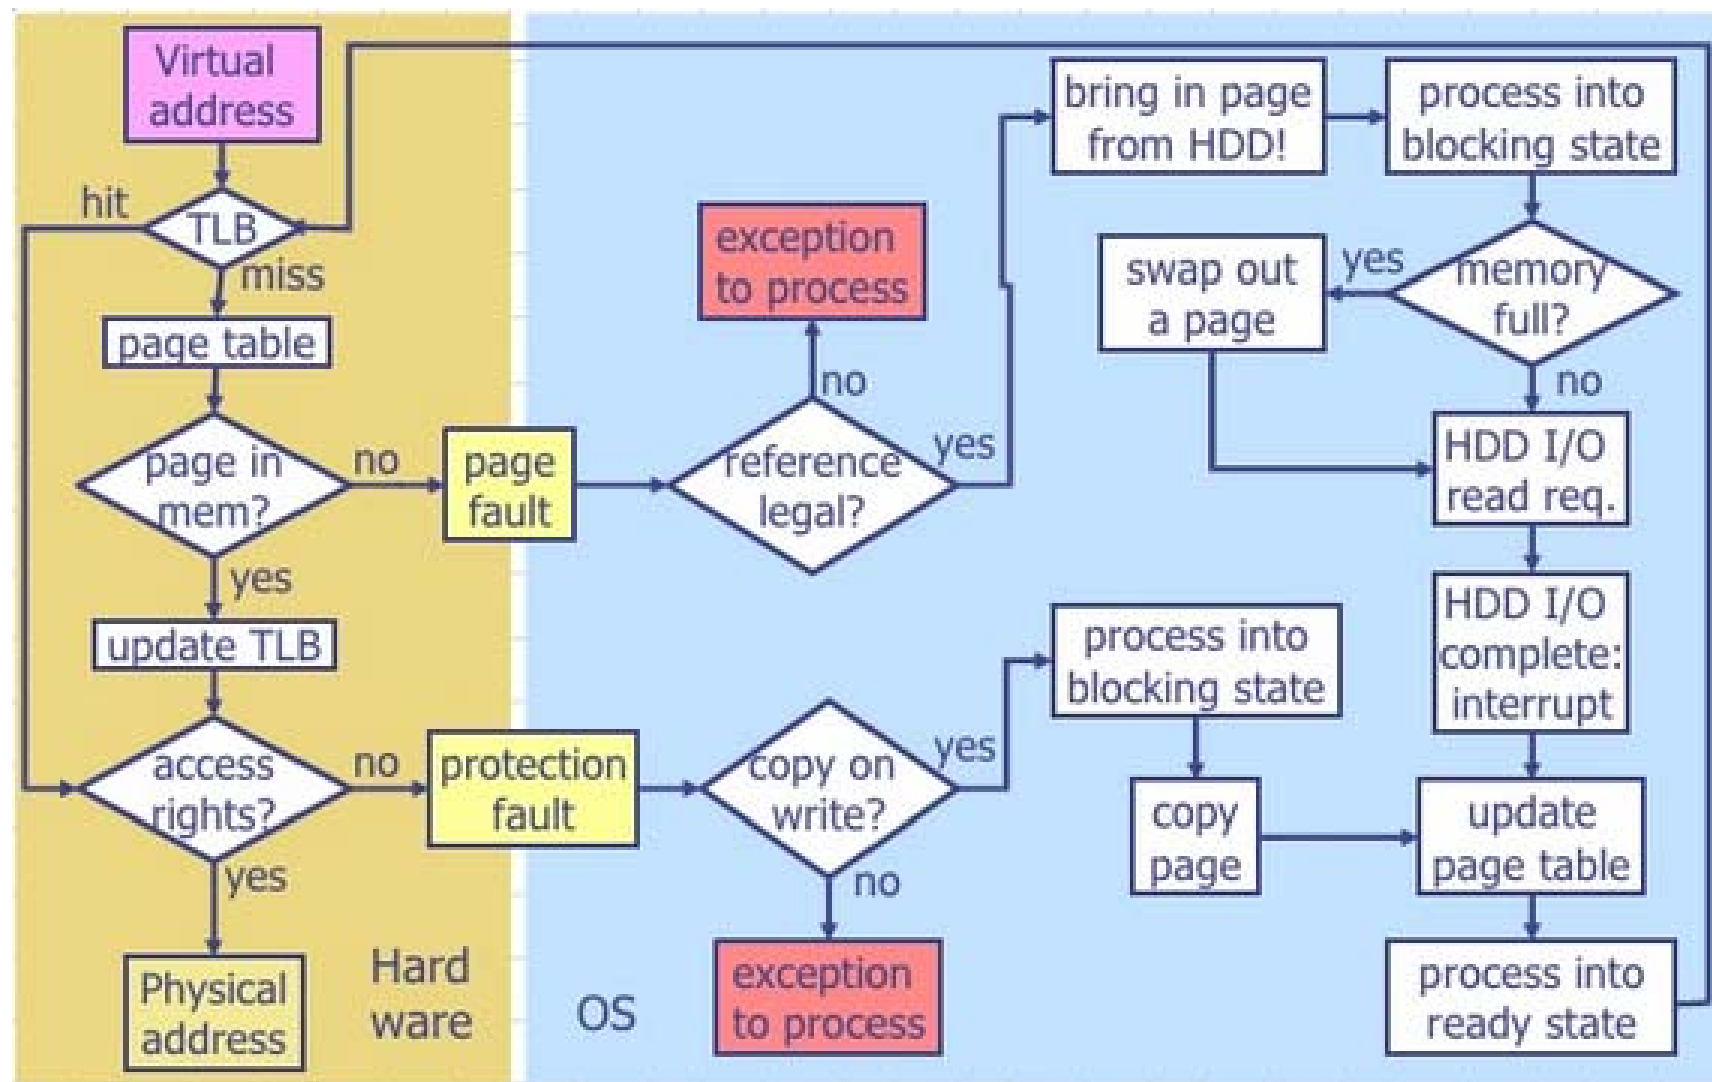 Virtual
address
hit
TLB
miss
page table
page in
mem?
no
yes
update TLB
access
rights?
no
yes
Physical
address
Hard
ware
page
fault
protection
fault
OS
exception
to process
no
reference
legal?
yes
copy on
write?
yes
no
exception
to process
bring in page
from HDD!
process into
blocking state
memory
full?
yes
no
swap out
a page
HDD I/O
read req.
HDD I/O
complete:
interrupt
process into
blocking state
copy
page
update
page table
process into
ready state